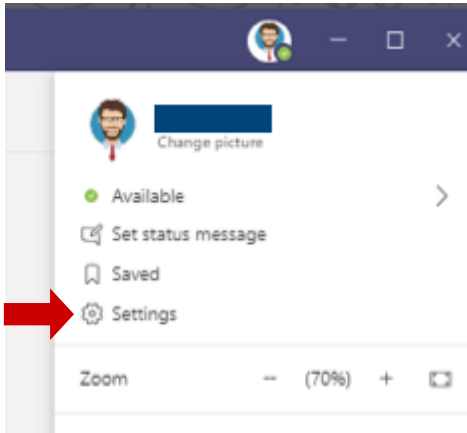 Change picture
Available
Set status message
Saved
Settings
Zoom -- (70%) +